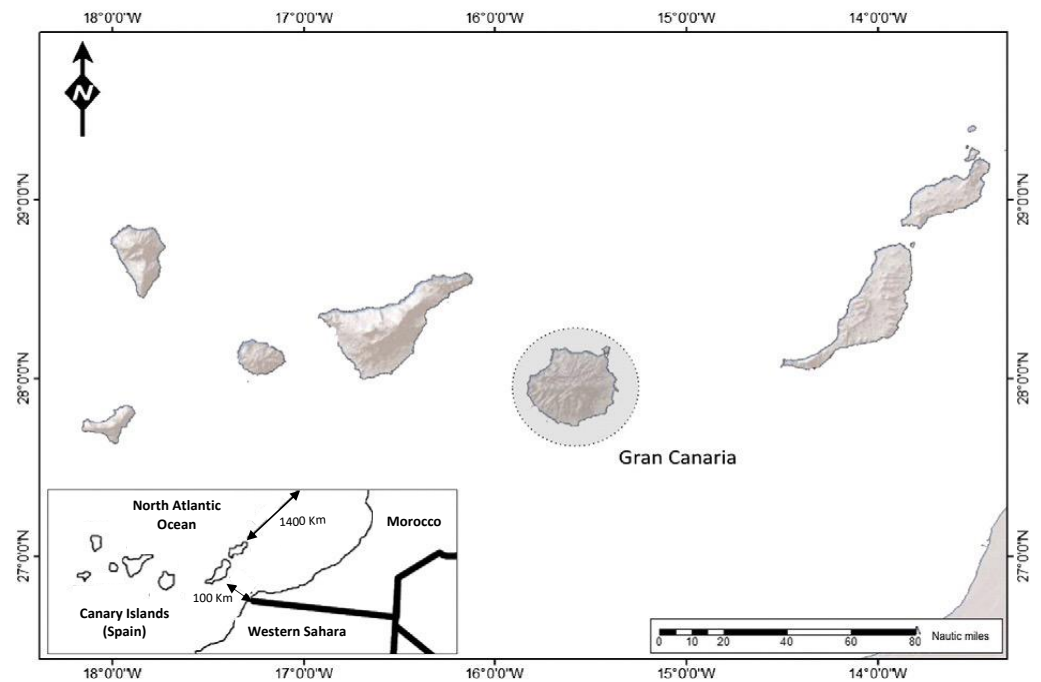 18°0'0"W 17°0'0"W 16°0'0"W 15°0'0"W 14°0'0"W
N
29°0'0"N 29°0'0"N
28°0'0"N 28°0'0"N
Gran Canaria
27°0'0"N 27°0'0"N
North Atlantic
Ocean
1400 Km
Morocco
100 Km
Canary Islands
(Spain)
Western Sahara
0 10 20 40 60 80 Nautic miles
18°0'0"W 17°0'0"W 16°0'0"W 15°0'0"W 14°0'0"W